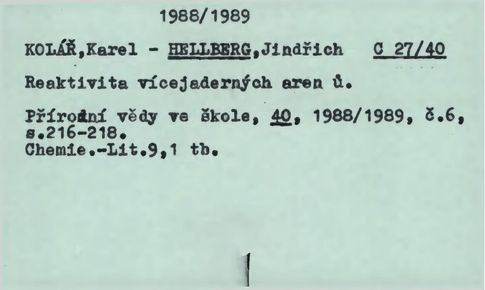 1988/1989
KOLÁŘ,Karel - HELLBERG,Jindřich C 27/40
Reaktivita vícejaderných aren ů.
Přírodní vědy ve škole, 40, 1988/1989, č.6,
s.216-218.
Chemie.-Lit.9,1 tb.